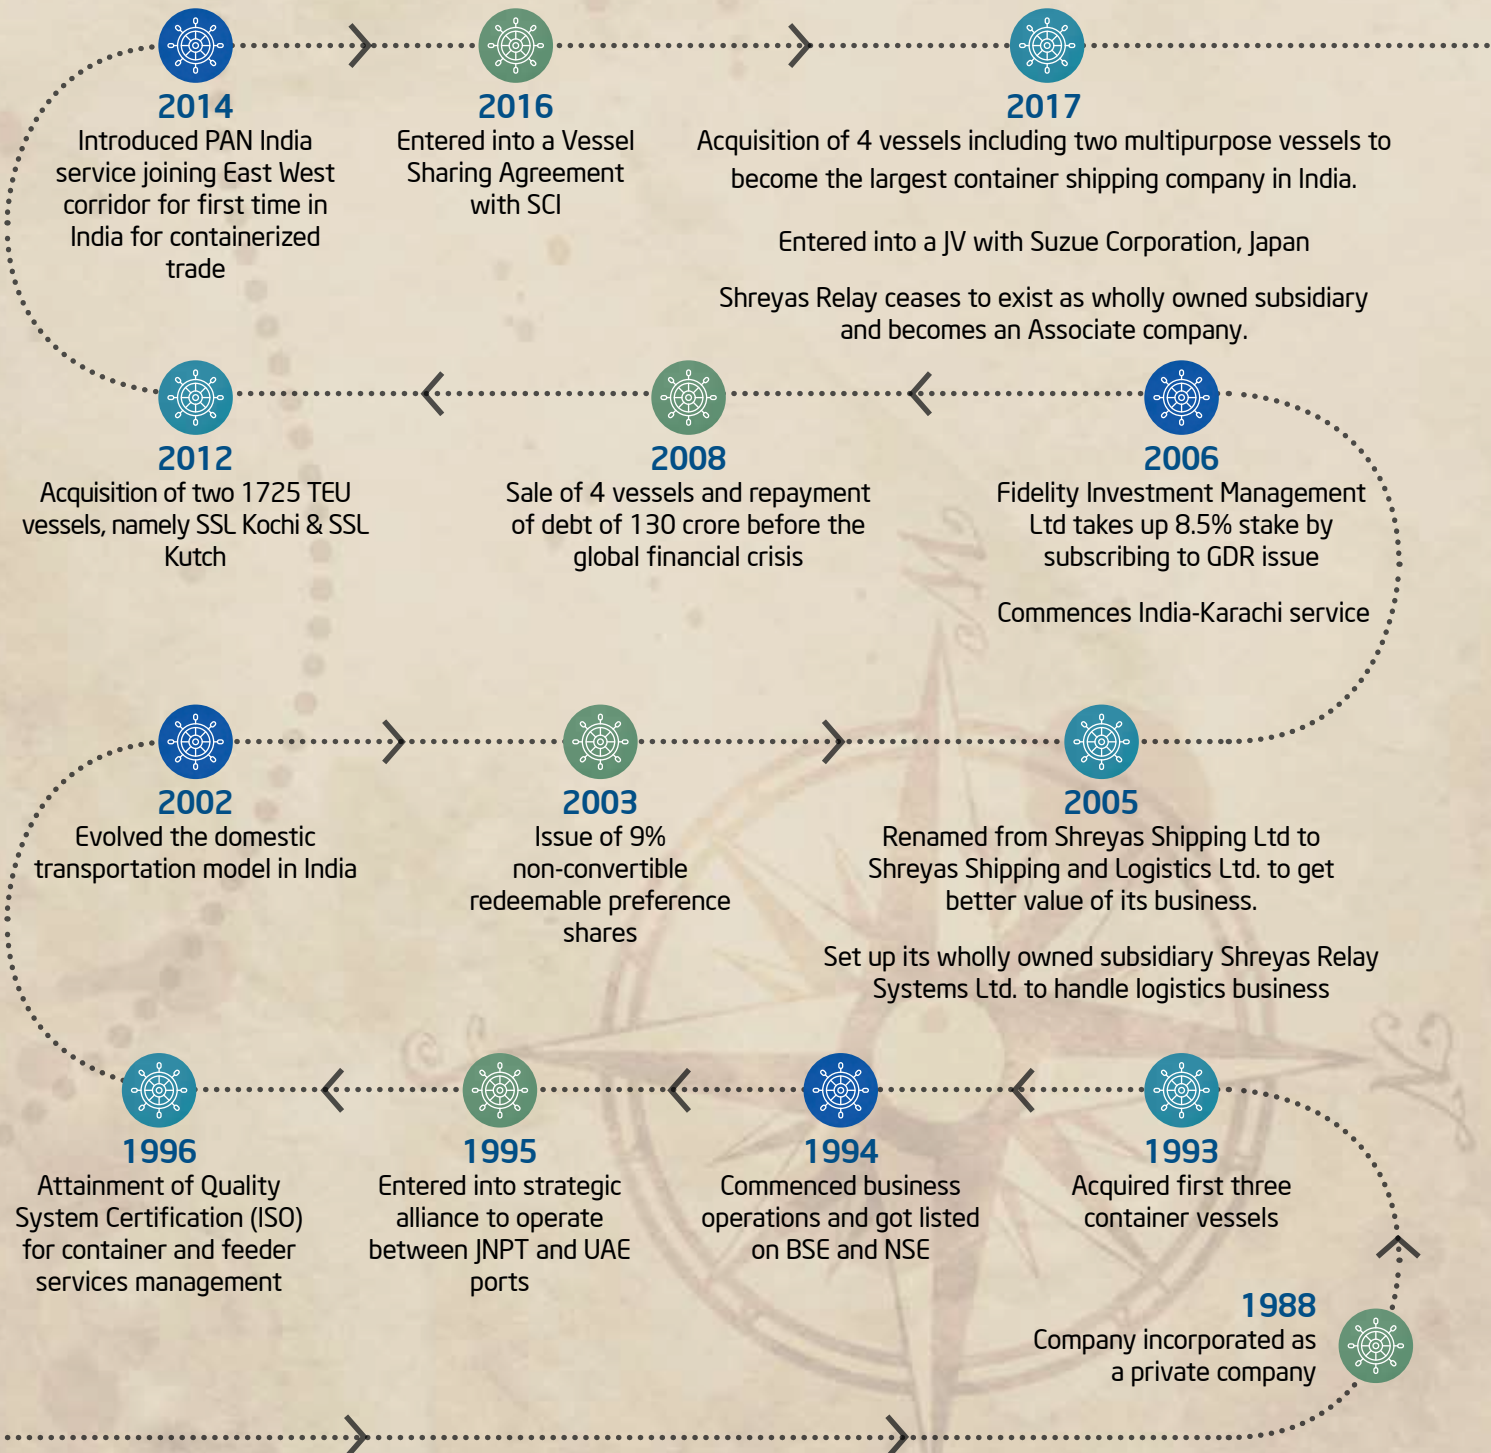 2014
Introduced PAN India
service joining East West
corridor for first time in
India for containerized
trade
2016
Entered into a Vessel
Sharing Agreement
with SCI
2017
Acquisition of 4 vessels including two multipurpose vessels to
become the largest container shipping company in India.
Entered into a JV with Suzue Corporation, Japan
Shreyas Relay ceases to exist as wholly owned subsidiary
and becomes an Associate company.
2012
Acquisition of two 1725 TEU
vessels, namely SSL Kochi & SSL
Kutch
2008
Sale of 4 vessels and repayment
of debt of 130 crore before the
global financial crisis
2006
Fidelity Investment Management
Ltd takes up 8.5% stake by
subscribing to GDR issue
Commences India-Karachi service
2002
Evolved the domestic
transportation model in India
2003
Issue of 9%
non-convertible
redeemable preference
shares
2005
Renamed from Shreyas Shipping Ltd to
Shreyas Shipping and Logistics Ltd. to get
better value of its business.
Set up its wholly owned subsidiary Shreyas Relay
Systems Ltd. to handle logistics business
1996
Attainment of Quality
System Certification (ISO)
for container and feeder
services management
1995
Entered into strategic
alliance to operate
between JNPT and UAE
ports
1994
Commenced business
operations and got listed
on BSE and NSE
1993
Acquired first three
container vessels
1988
Company incorporated as
a private company